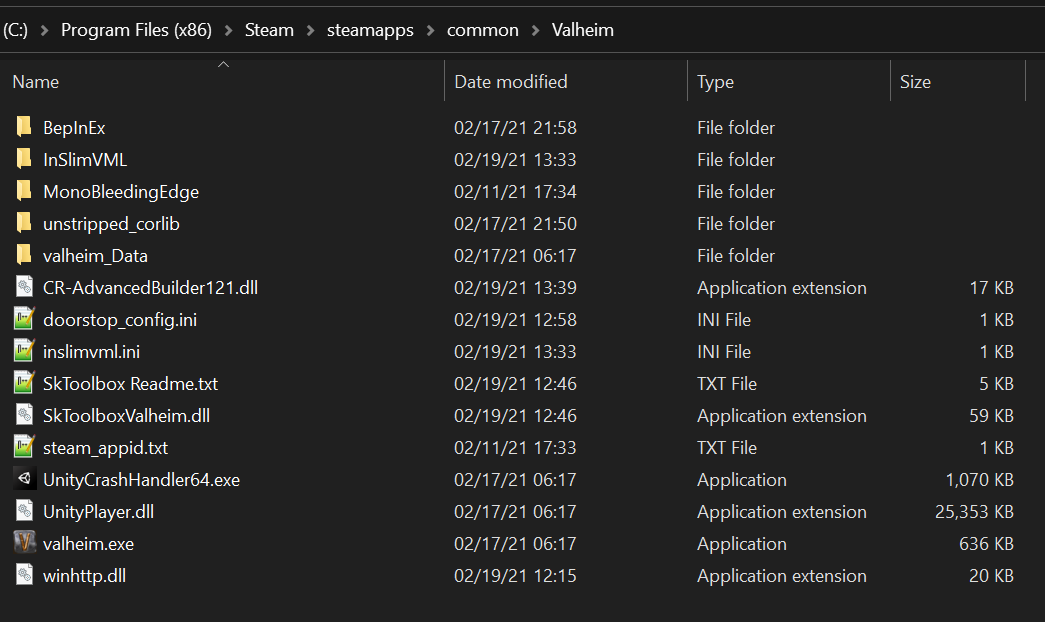 (C:) > Program Files (x86) > Steam > steamapps > common > Valheim
Name Date modified Type Size
BepInEx 02/17/21 21:58 File folder
InSlimVML 02/19/21 13:33 File folder
MonoBleedingEdge 02/11/21 17:34 File folder
unstripped_corlib 02/17/21 21:50 File folder
valheim_Data 02/17/21 06:17 File folder
CR-AdvancedBuilder121.dll 02/19/21 13:39 Application extension 17 KB
doorstop_config.ini 02/19/21 12:58 INI File 1 KB
inslimvml.ini 02/19/21 13:33 INI File 1 KB
SkToolbox Readme.txt 02/19/21 12:46 TXT File 5 KB
SkToolboxValheim.dll 02/19/21 12:46 Application extension 59 KB
steam_appid.txt 02/11/21 17:33 TXT File 1 KB
UnityCrashHandler64.exe 02/17/21 06:17 Application 1,070 KB
UnityPlayer.dll 02/17/21 06:17 Application extension 25,353 KB
valheim.exe 02/17/21 06:17 Application 636 KB
winhttp.dll 02/19/21 12:15 Application extension 20 KB